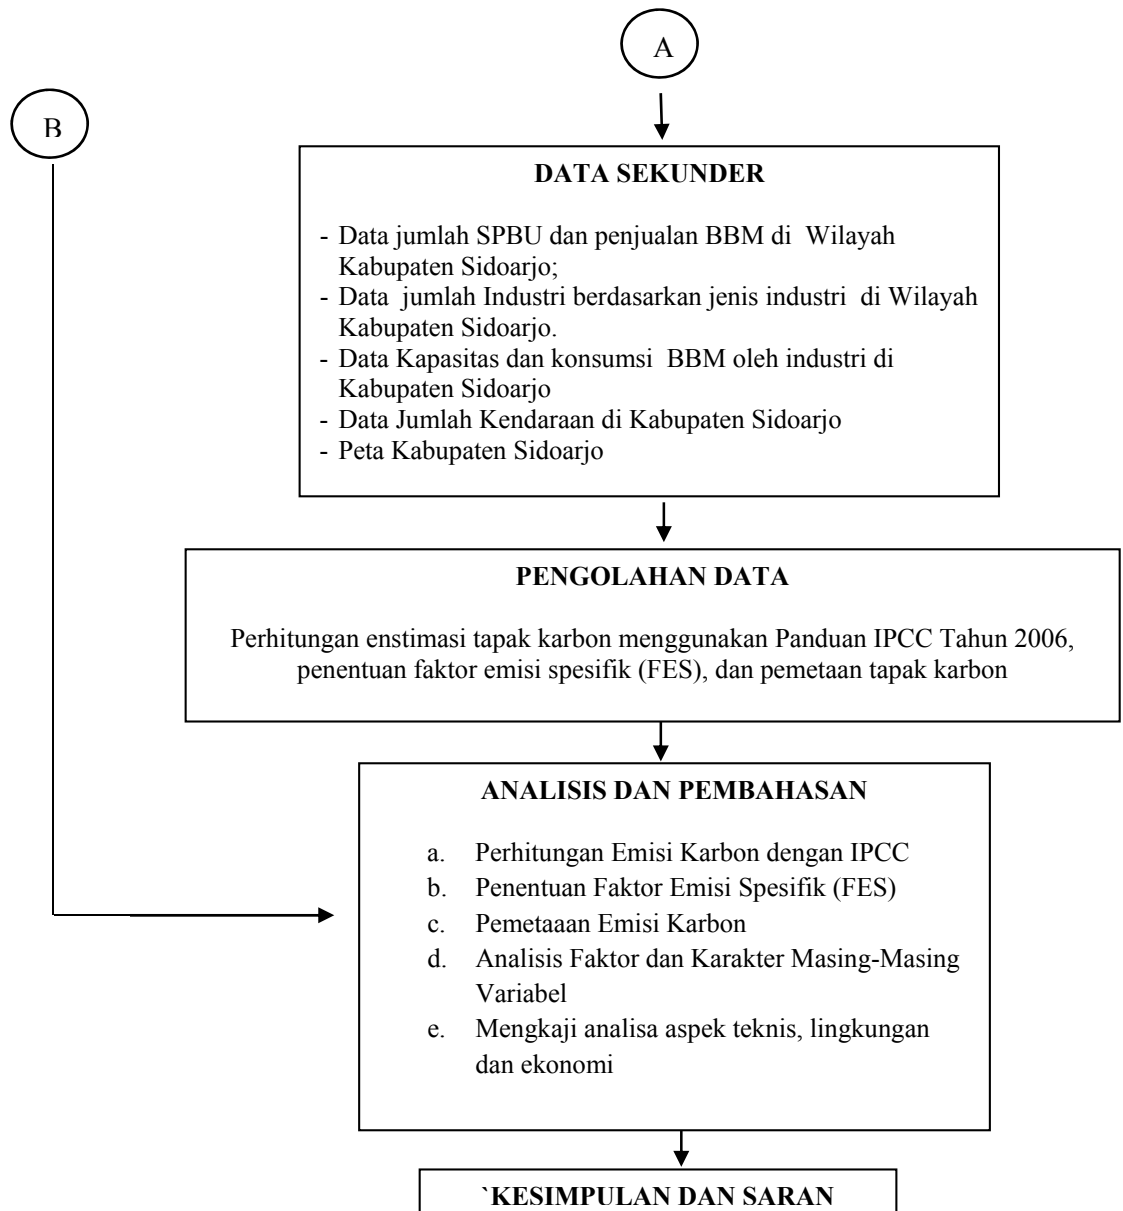 A
B
DATA SEKUNDER
- Data jumlah SPBU dan penjualan BBM di Wilayah
Kabupaten Sidoarjo;
- Data jumlah Industri berdasarkan jenis industri di Wilayah
Kabupaten Sidoarjo.
- Data Kapasitas dan konsumsi BBM oleh industri di
Kabupaten Sidoarjo
- Data Jumlah Kendaraan di Kabupaten Sidoarjo
- Peta Kabupaten Sidoarjo
PENGOLAHAN DATA
Perhitungan enstimasi tapak karbon menggunakan Panduan IPCC Tahun 2006,
penentuan faktor emisi spesifik (FES), dan pemetaan tapak karbon
ANALISIS DAN PEMBAHASAN
a. Perhitungan Emisi Karbon dengan IPCC
b. Penentuan Faktor Emisi Spesifik (FES)
c. Pemetaaan Emisi Karbon
d. Analisis Faktor dan Karakter Masing-Masing
Variabel
e. Mengkaji analisa aspek teknis, lingkungan
dan ekonomi
`KESIMPULAN DAN SARAN